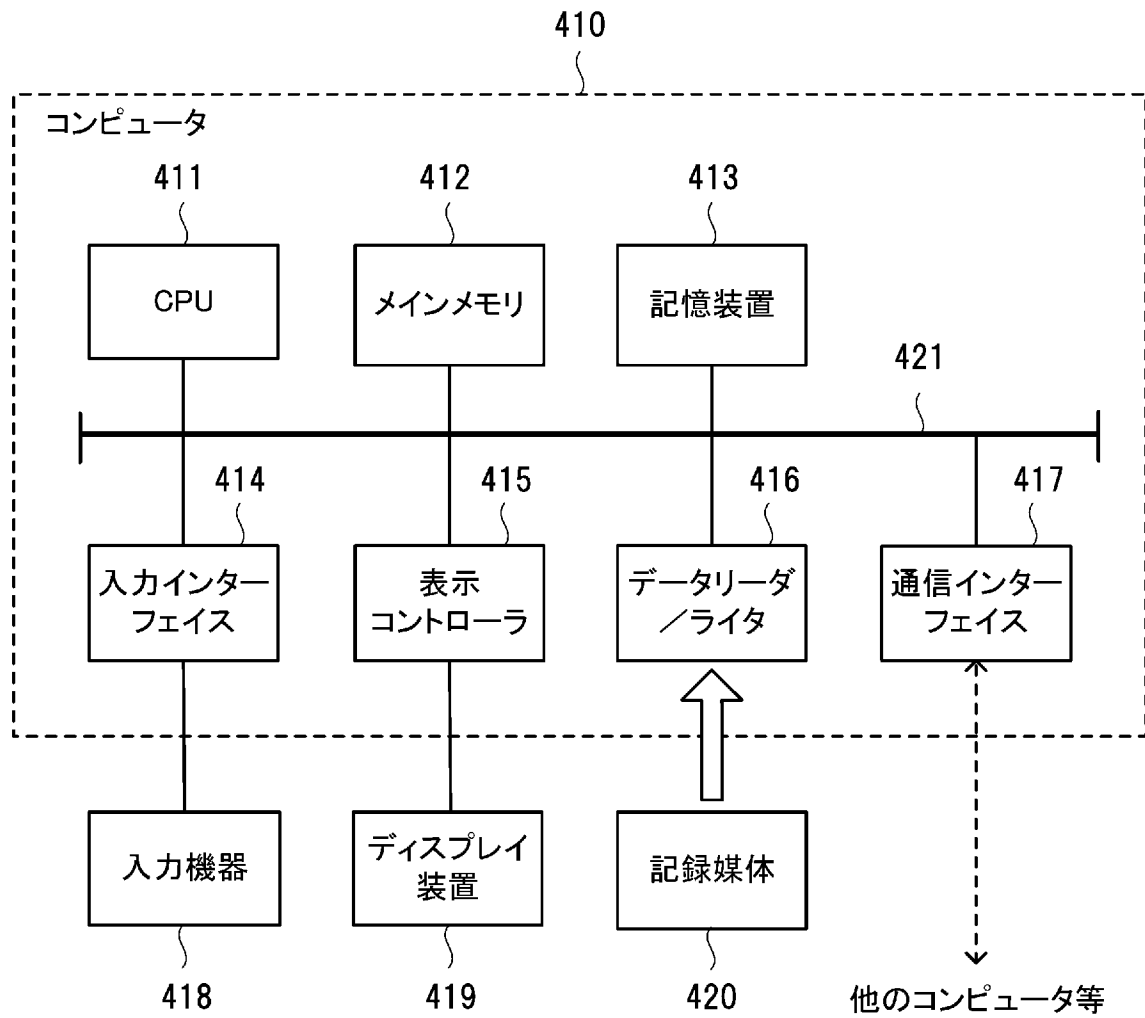 410
コンピュータ
411
412
413
CPU
メインメモリ
記憶装置
421
414
415
416
417
入力インター
フェイス
表示
コントローラ
データリーダ
／ライタ
通信インター
フェイス
入力機器
ディスプレイ
装置
記録媒体
418
419
420
他のコンピュータ等